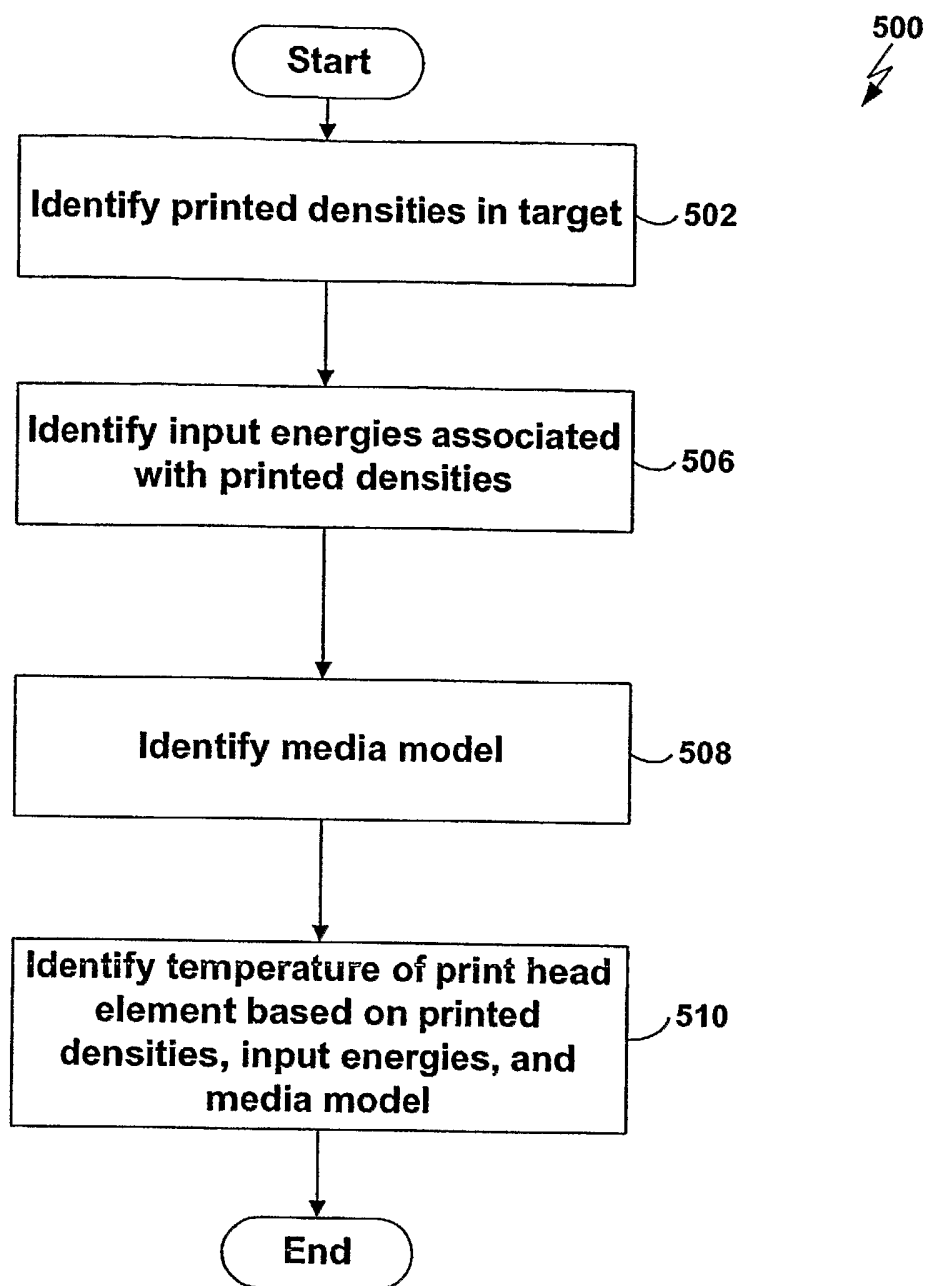 500
Start
Identify printed densities in target
502
Identify input energies associated
with printed densities
506
Identify media model
508
Identify temperature of print head
element based on printed
densities, input energies, and
media model
510
End